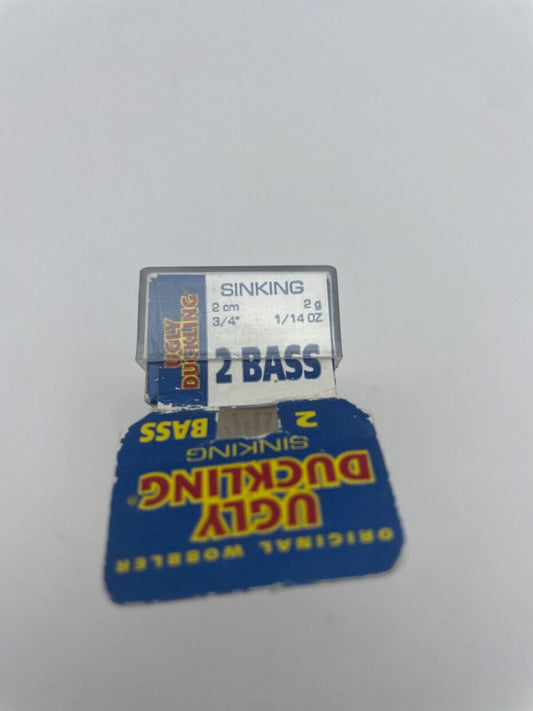 UGLY
DUCKLING
SINKING
2 cm 2 g
3/4" 1/14 OZ
2 BASS
ORIGINAL WOBBLER
UGLY
DUCKLING®
SINKING
2
BASS